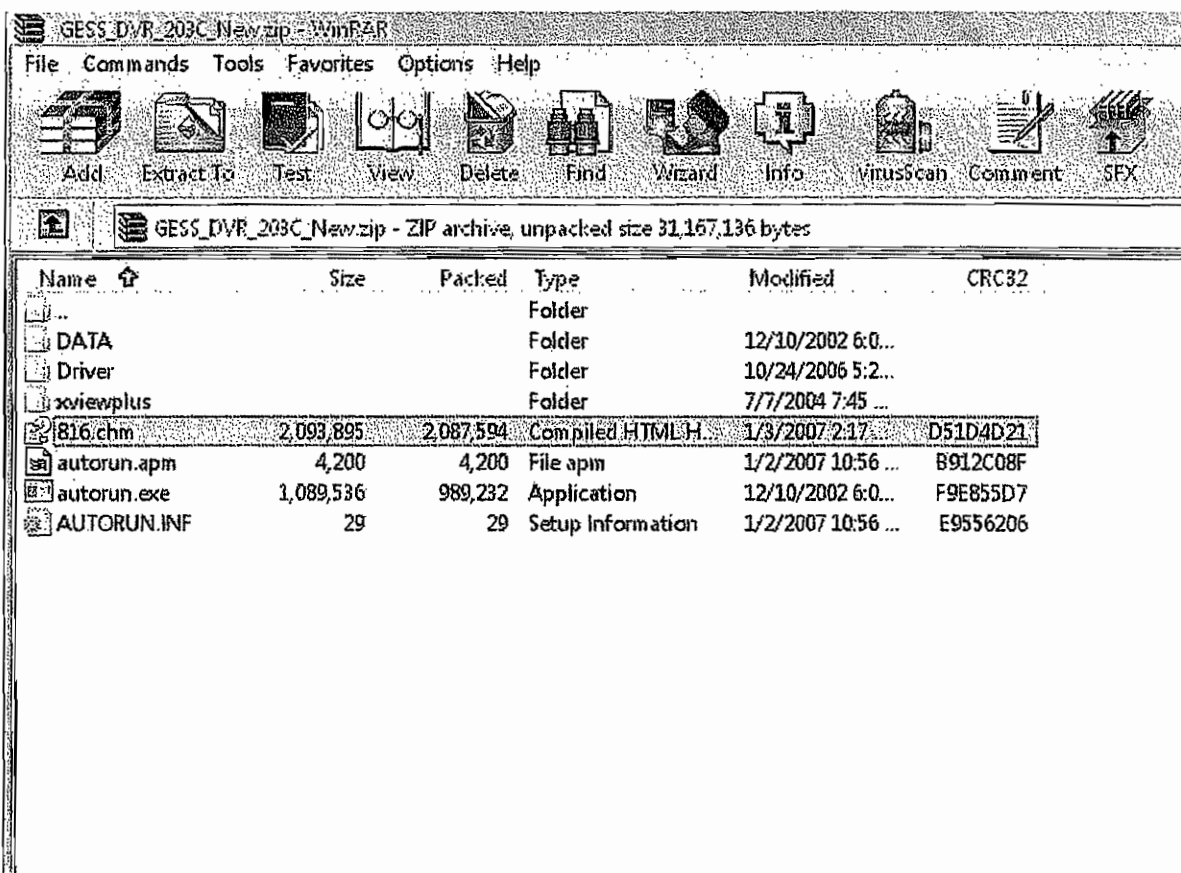 GESS_DVR_203C_New.zip - WinRAR
File Commands Tools Favorites Options Help
Add Extract To Test View Delete Find Wizard Info VirusScan Comment SFX
GESS_DVR_203C_New.zip - ZIP archive, unpacked size 31,167,136 bytes
Name Size Packed Type Modified CRC32
.. Folder
DATA Folder 12/10/2002 6:0...
Driver Folder 10/24/2006 5:2...
xviewplus Folder 7/7/2004 7:45 ...
816.chm 2,093,895 2,087,594 Compiled HTML H... 1/3/2007 2:17... D51D4D21
autorun.apm 4,200 4,200 File apm 1/2/2007 10:56 ... B912C08F
autorun.exe 1,089,536 989,232 Application 12/10/2002 6:0... F9E855D7
AUTORUN.INF 29 29 Setup Information 1/2/2007 10:56 ... E9556206